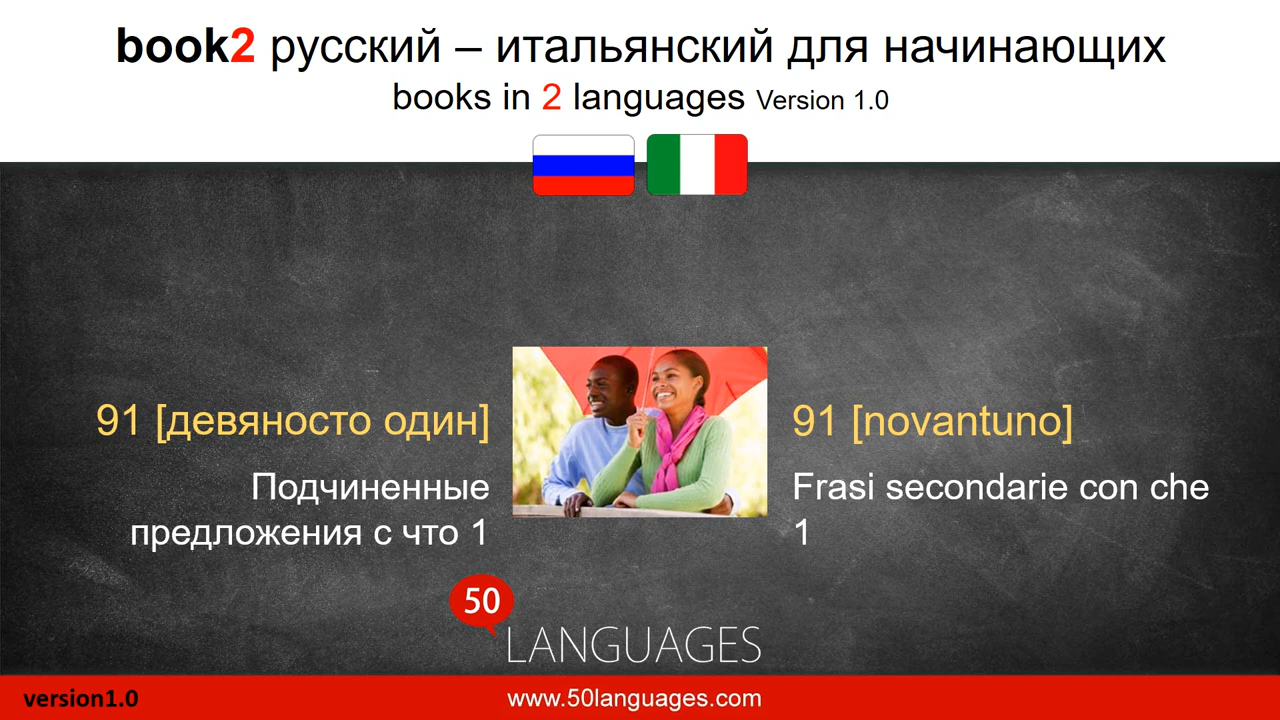 book2 русский – итальянский для начинающих
books in 2 languages Version 1.0
91 [девяносто один]
Подчиненные
предложения с что 1
91 [novantuno]
Frasi secondarie con che
1
50
LANGUAGES
version1.0
www.50languages.com